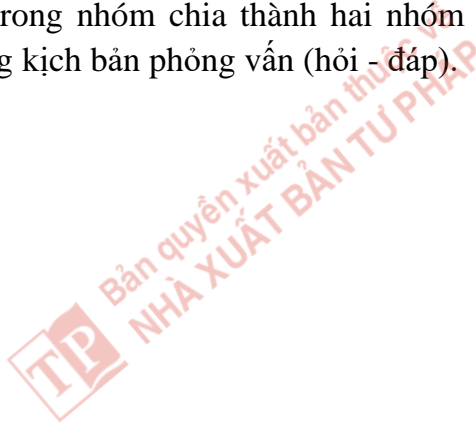 rong nhóm chia thành hai nhóm
g kịch bản phỏng vấn (hỏi - đáp).
Bản quyền xuất bản thuộc về
NHÀ XUẤT BẢN TƯ PHÁP
TP